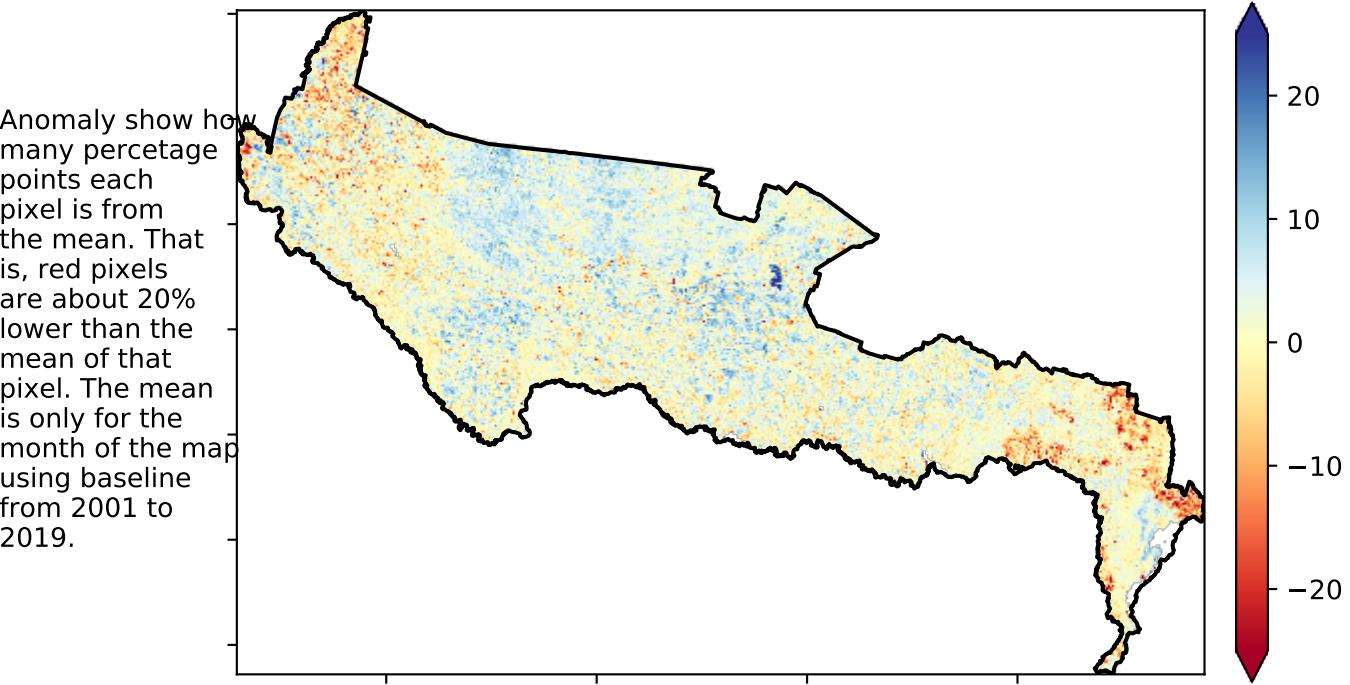 Anomaly show how
many percetage
points each
pixel is from
the mean. That
is, red pixels
are about 20%
lower than the
mean of that
pixel. The mean
is only for the
month of the map
using baseline
from 2001 to
2019.
20
10
0
−10
−20